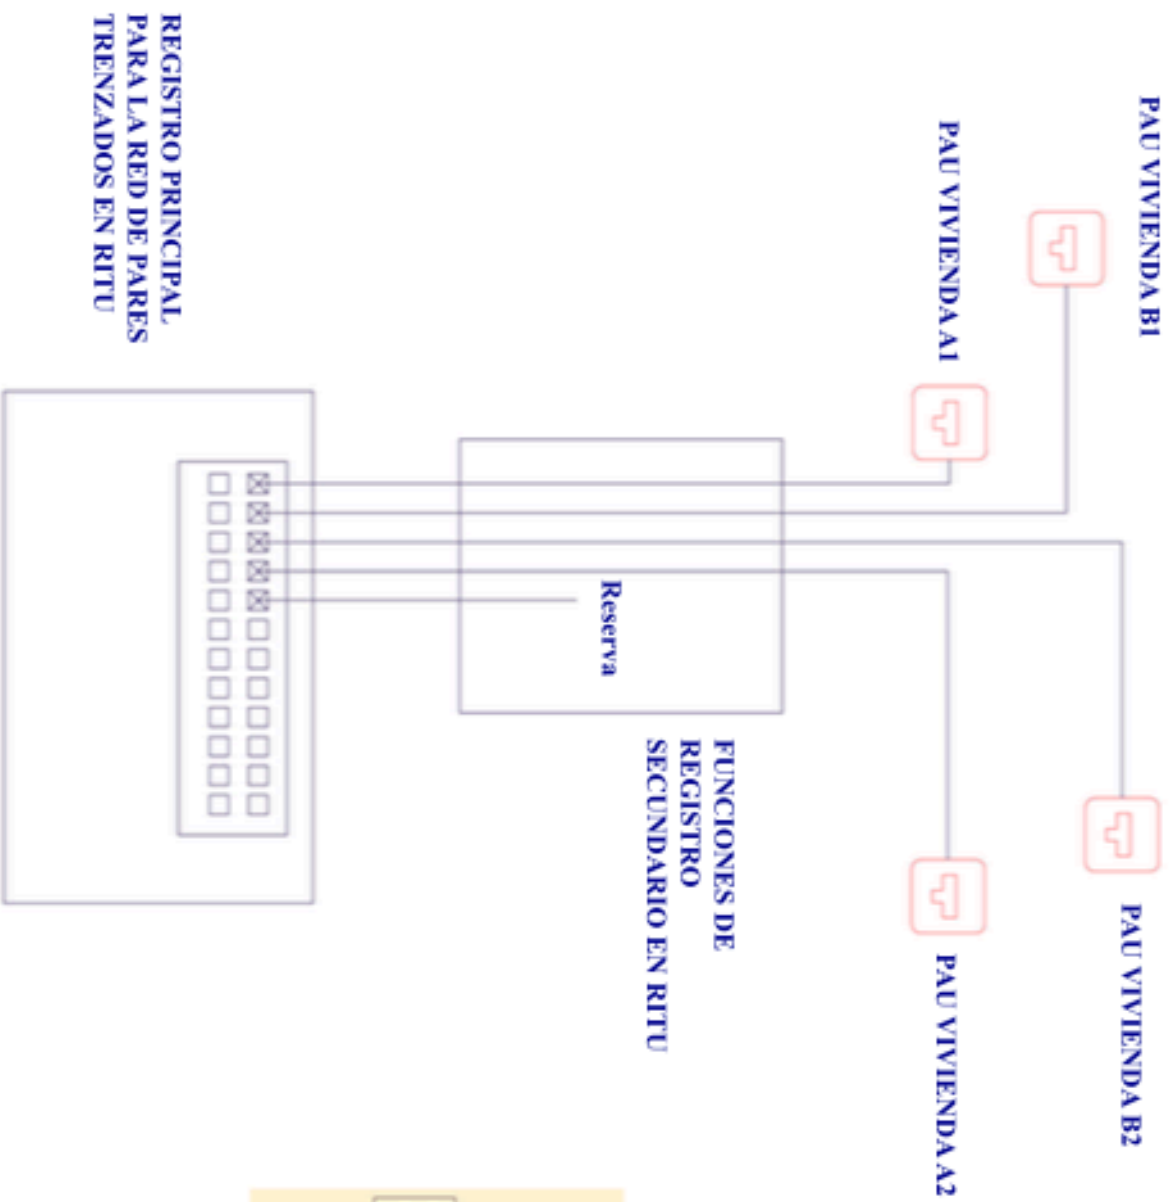 PAU VIVIENDA B1
PAU VIVIENDA B2
PAU VIVIENDA A1
PAU VIVIENDA A2
FUNCIONES DE
REGISTRO
SECUNDARIO EN RITU
Reserva
REGISTRO PRINCIPAL
PARA LA RED DE PARES
TRENZADOS EN RITU